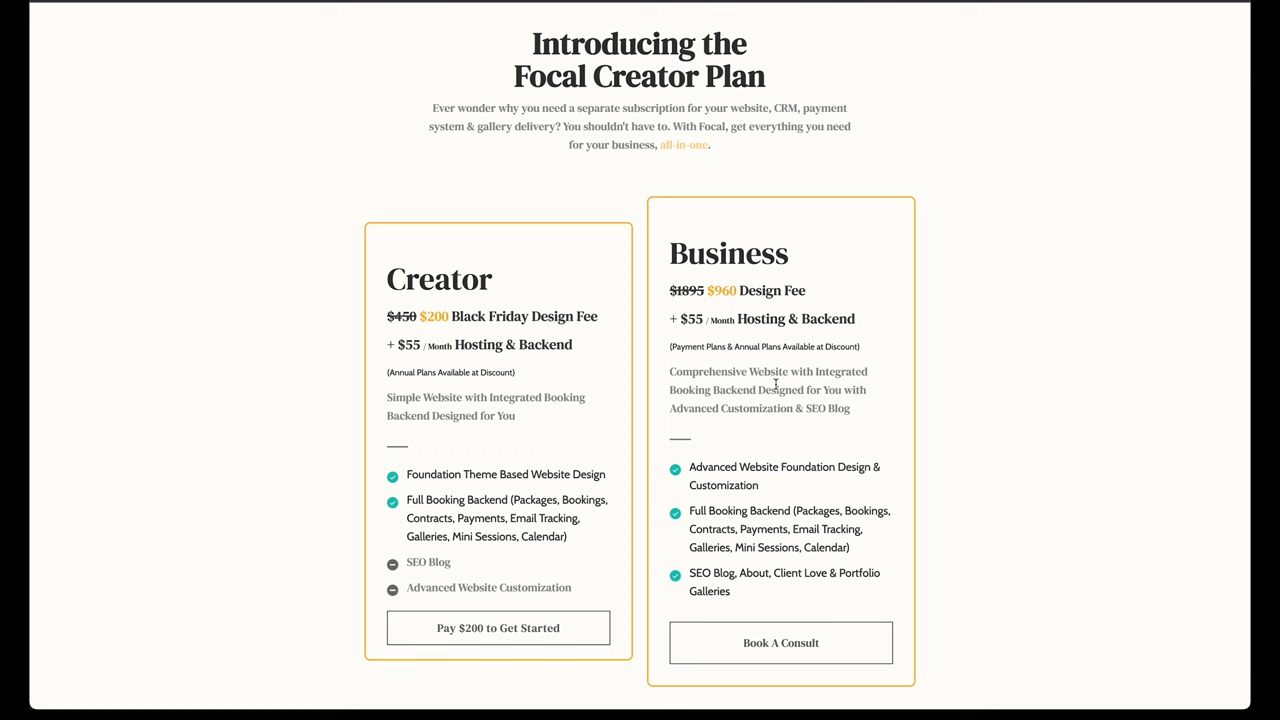 Introducing the
Focal Creator Plan
Ever wonder why you need a separate subscription for your website, CRM, payment
system & gallery delivery? You shouldn't have to. With Focal, get everything you need
for your business, all-in-one.
Creator
$450 $200 Black Friday Design Fee
+ $55 / Month Hosting & Backend
(Annual Plans Available at Discount)
Simple Website with Integrated Booking
Backend Designed for You
Foundation Theme Based Website Design
Full Booking Backend (Packages, Bookings,
Contracts, Payments, Email Tracking,
Galleries, Mini Sessions, Calendar)
SEO Blog
Advanced Website Customization
Pay $200 to Get Started
Business
$1895 $960 Design Fee
+ $55 / Month Hosting & Backend
(Payment Plans & Annual Plans Available at Discount)
Comprehensive Website with Integrated
Booking Backend Designed for You with
Advanced Customization & SEO Blog
Advanced Website Foundation Design &
Customization
Full Booking Backend (Packages, Bookings,
Contracts, Payments, Email Tracking,
Galleries, Mini Sessions, Calendar)
SEO Blog, About, Client Love & Portfolio
Galleries
Book A Consult